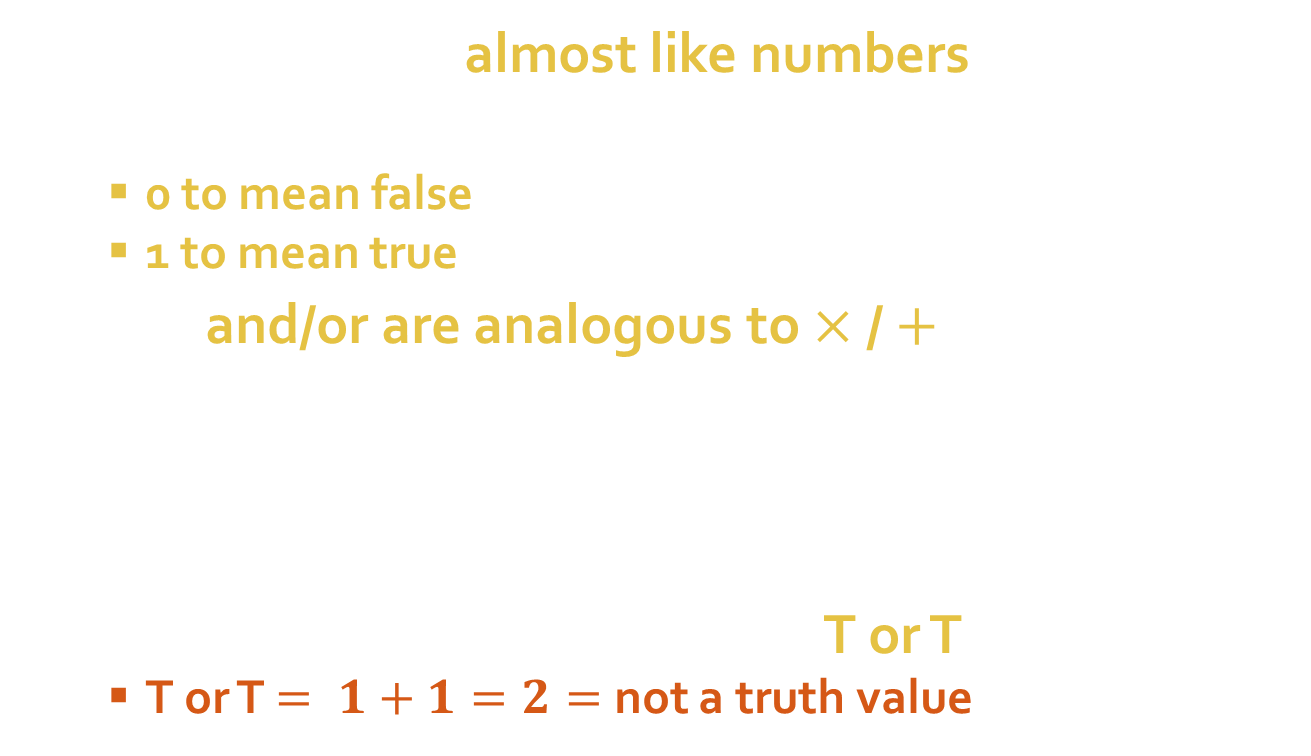 almost like numbers
▪ 0 to mean false
▪ 1 to mean true
and/or are analogous to × / +
T or T
▪ T or T = 1 + 1 = 2 = not a truth value